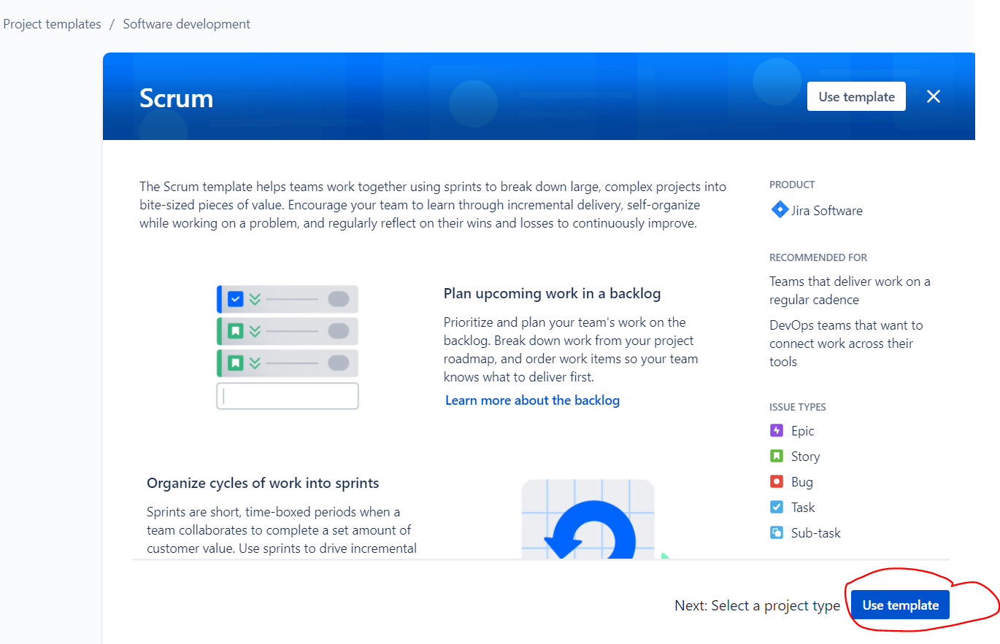 Project templates / Software development
Scrum
Use template
The Scrum template helps teams work together using sprints to break down large, complex projects into
bite-sized pieces of value. Encourage your team to learn through incremental delivery, self-organize
while working on a problem, and regularly reflect on their wins and losses to continuously improve.
Plan upcoming work in a backlog
Prioritize and plan your team's work on the
backlog. Break down work from your project
roadmap, and order work items so your team
knows what to deliver first.
Learn more about the backlog
Organize cycles of work into sprints
Sprints are short, time-boxed periods when a
team collaborates to complete a set amount of
customer value. Use sprints to drive incremental
PRODUCT
Jira Software
RECOMMENDED FOR
Teams that deliver work on a
regular cadence
DevOps teams that want to
connect work across their
tools
ISSUE TYPES
Epic
Story
Bug
Task
Sub-task
Next: Select a project type
Use template